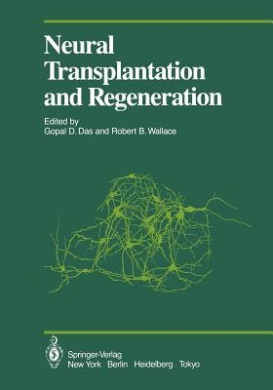 Neural
Transplantation
and Regeneration
Edited by
Gopal D. Das and Robert B. Wallace
Springer-Verlag
New York Berlin Heidelberg Tokyo